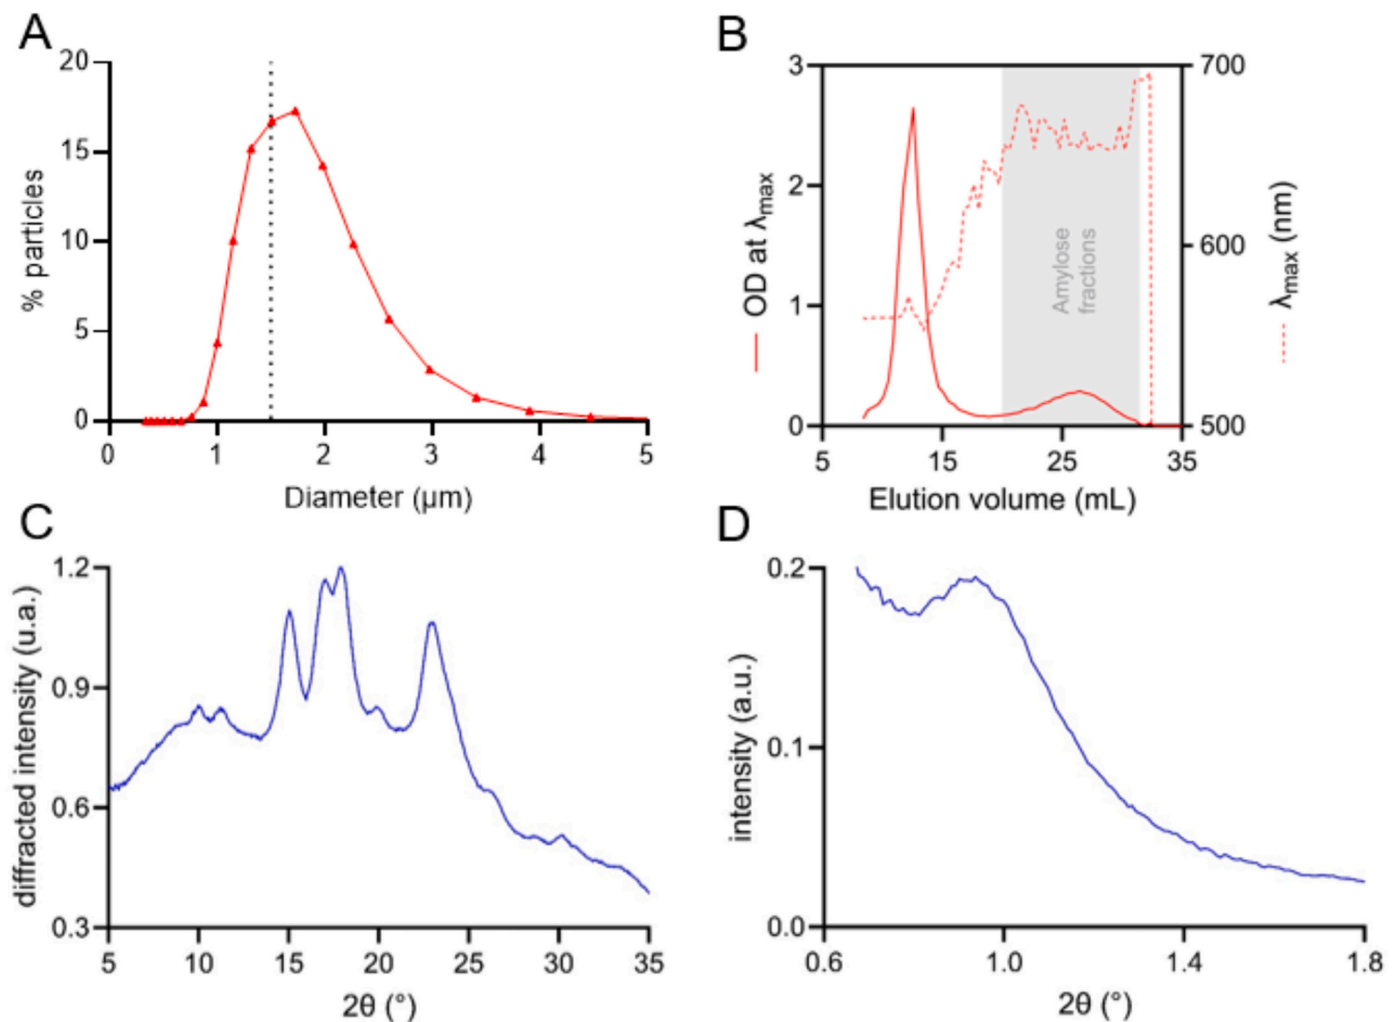 A
20
15
10
5
0
% particles
0 1 2 3 4 5
Diameter (µm)
B
3
2
1
0
OD at λmax
700
600
500
λmax (nm)
Amylose
fractions
5 15 25 35
Elution volume (mL)
C
1.2
0.9
0.6
0.3
diffracted intensity (u.a.)
5 10 15 20 25 30 35
2θ (°)
D
0.2
0.1
0.0
intensity (a.u.)
0.6 1.0 1.4 1.8
2θ (°)